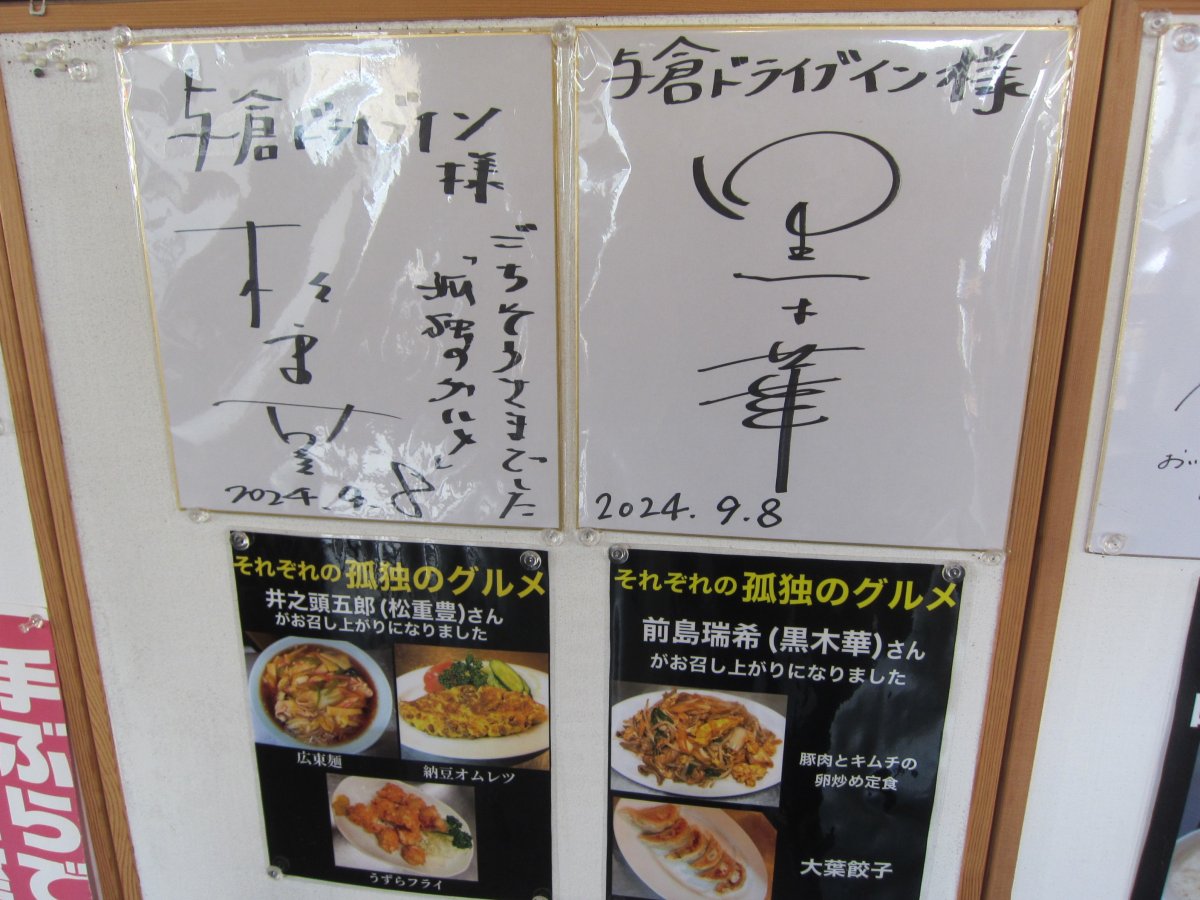 与倉ドライブイン
様
ごちそうさまでした
「孤独のグルメ」
松重豊
2024.9.8
与倉ドライブイン様
黒木華
2024.9.8
それぞれの孤独のグルメ
井之頭五郎(松重豊)さん
がお召し上がりになりました
広東麺
納豆オムレツ
うずらフライ
それぞれの孤独のグルメ
前島瑞希(黒木華)さん
がお召し上がりになりました
豚肉とキムチの
卵炒め定食
大葉餃子
手ぶらで